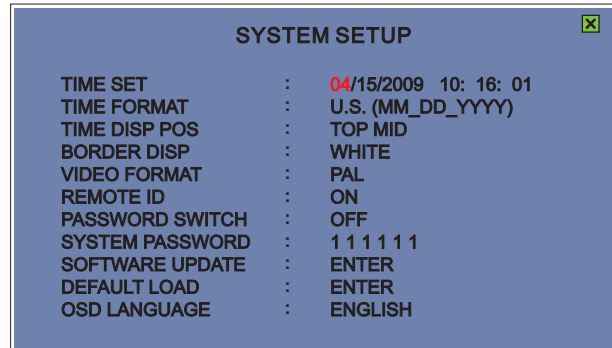 SYSTEM SETUP
TIME SET : 04/15/2009 10: 16: 01
TIME FORMAT : U.S. (MM_DD_YYYY)
TIME DISP POS : TOP MID
BORDER DISP : WHITE
VIDEO FORMAT : PAL
REMOTE ID : ON
PASSWORD SWITCH : OFF
SYSTEM PASSWORD : 1 1 1 1 1 1
SOFTWARE UPDATE : ENTER
DEFAULT LOAD : ENTER
OSD LANGUAGE : ENGLISH